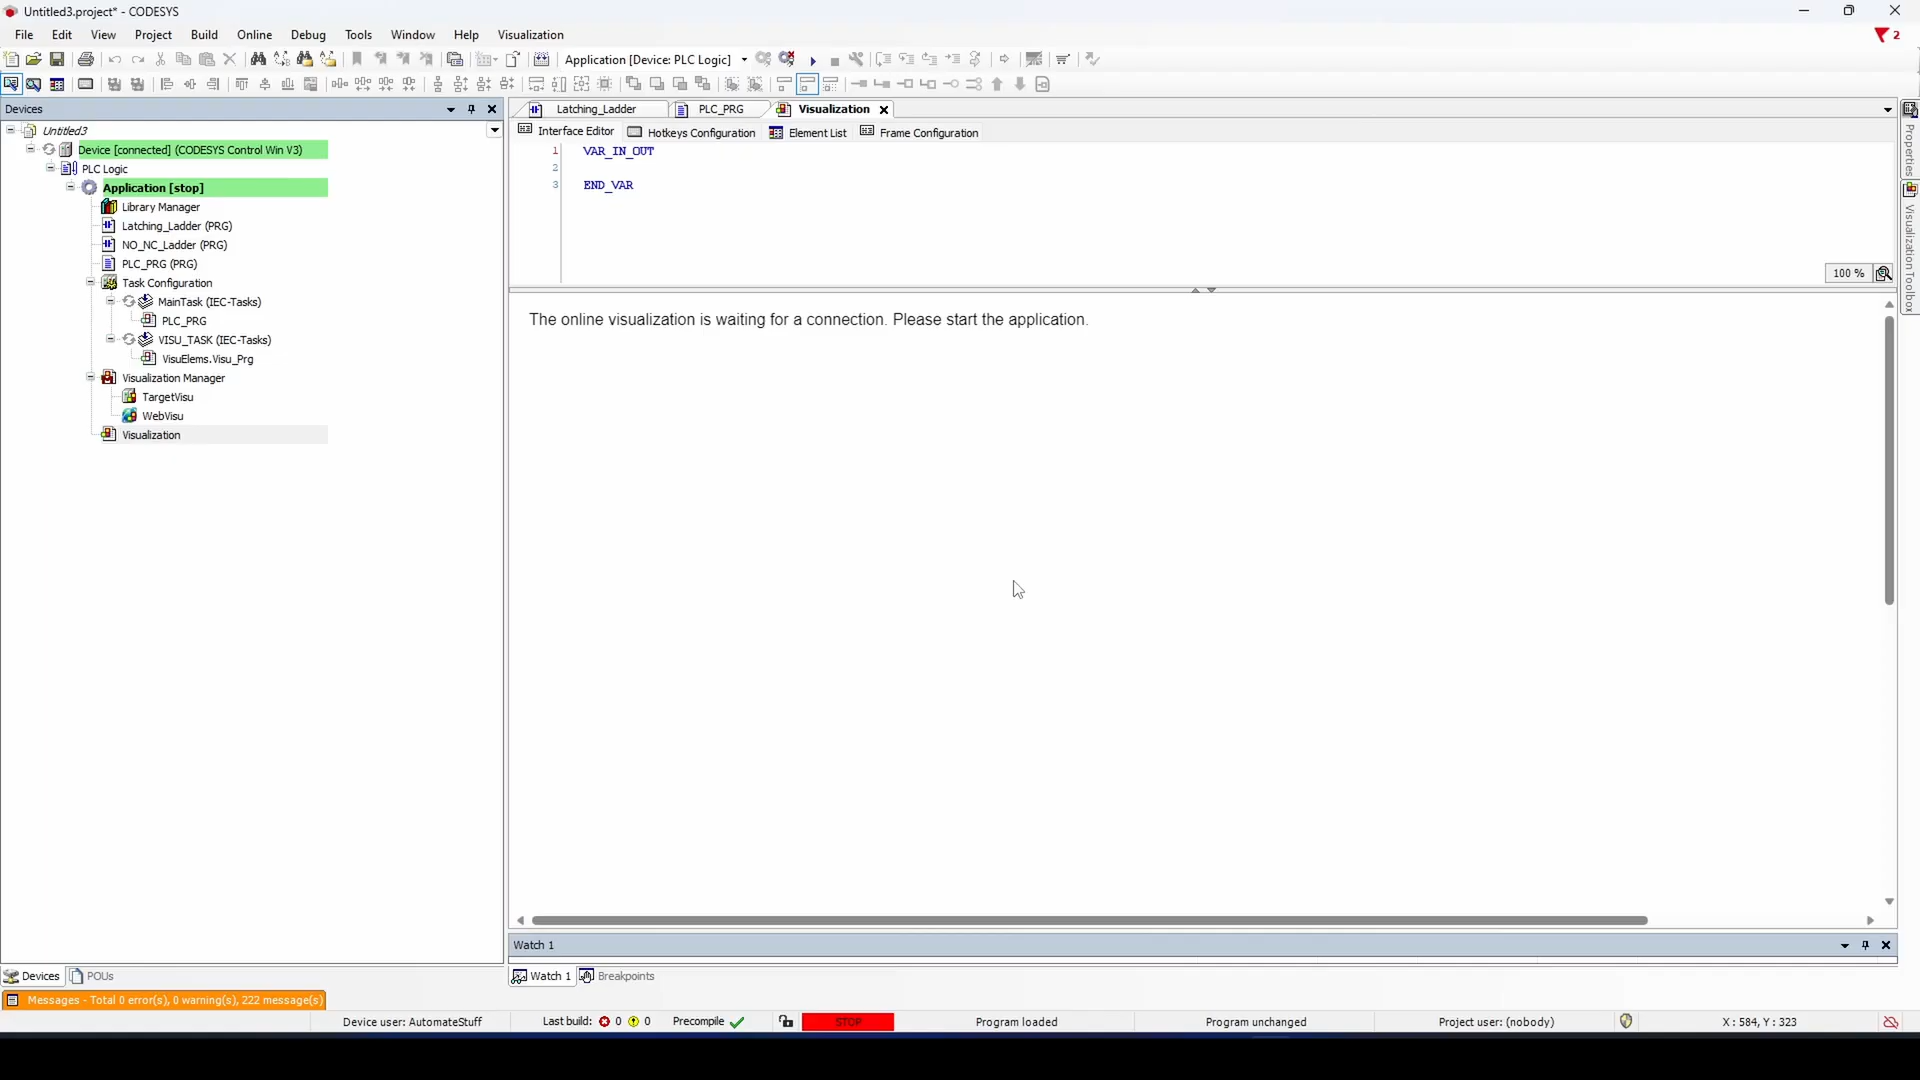 Untitled3.project* - CODESYS
File Edit View Project Build Online Debug Tools Window Help Visualization
2
Application [Device: PLC Logic]
Devices
Untitled3
Device [connected] (CODESYS Control Win V3)
PLC Logic
Application [stop]
Library Manager
Latching_Ladder (PRG)
NO_NC_Ladder (PRG)
PLC_PRG (PRG)
Task Configuration
MainTask (IEC-Tasks)
PLC_PRG
VISU_TASK (IEC-Tasks)
VisuElems.Visu_Prg
Visualization Manager
TargetVisu
WebVisu
Visualization
Latching_Ladder PLC_PRG Visualization
Interface Editor Hotkeys Configuration Element List Frame Configuration
1 VAR_IN_OUT
2
3 END_VAR
100 %
The online visualization is waiting for a connection. Please start the application.
Properties
Visualization Toolbox
Watch 1
Devices POUs
Watch 1 Breakpoints
Messages - Total 0 error(s), 0 warning(s), 222 message(s)
Device user: AutomateStuff Last build: 0 0 Precompile STOP Program loaded Program unchanged Project user: (nobody) X: 584, Y: 323